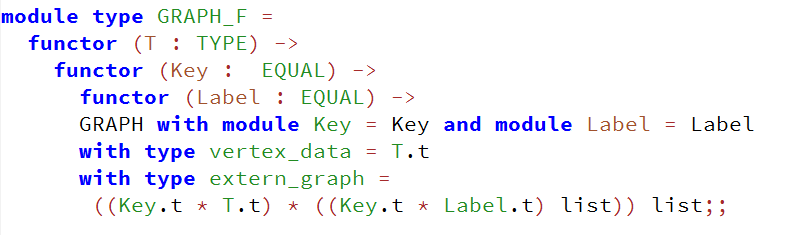 module type GRAPH_F =
functor (T : TYPE) ->
functor (Key :  EQUAL) ->
functor (Label : EQUAL) ->
GRAPH with module Key = Key and module Label = Label
with type vertex_data = T.t
with type extern_graph =
((Key.t * T.t) * ((Key.t * Label.t) list)) list;;